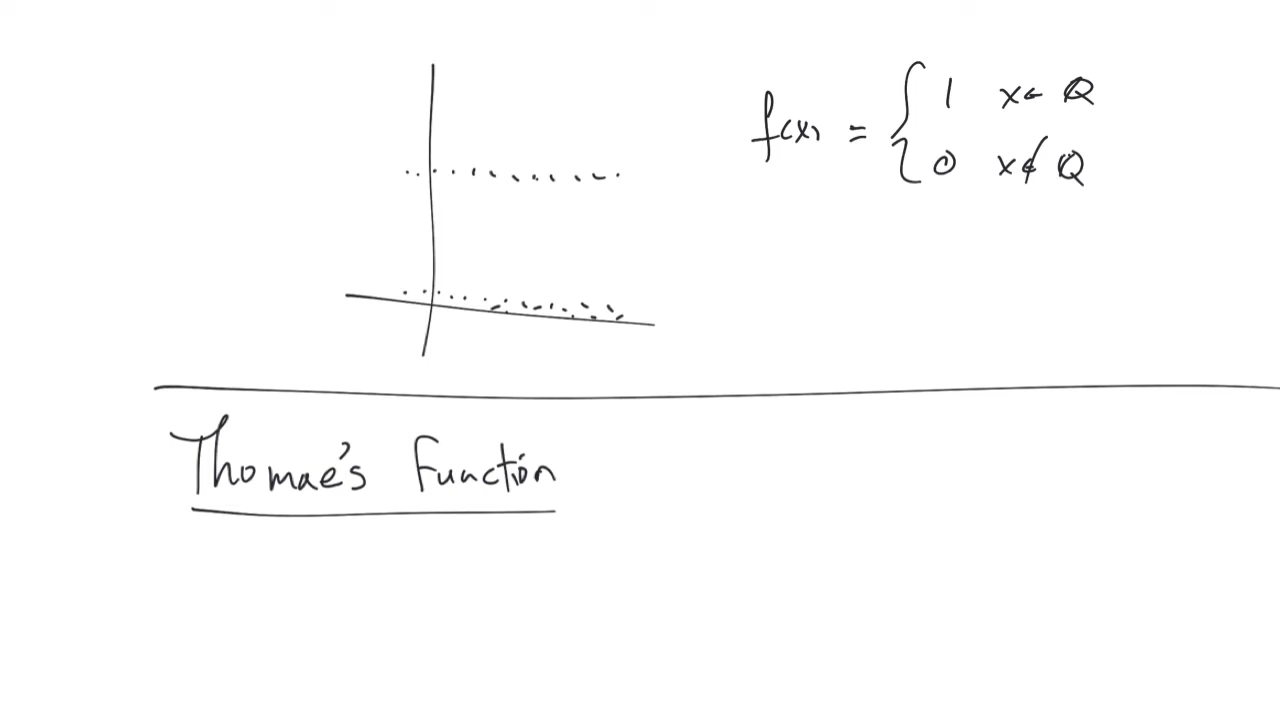 f(x) = { 1 x ∈ Q
0 x ∉ Q
Thomae's Function